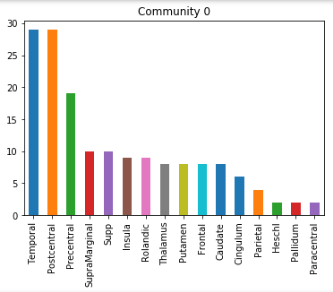 Community 0
30
25
20
15
10
5
0
Temporal
Postcentral
Precentral
SupraMarginal
Supp
Insula
Rolandic
Thalamus
Putamen
Frontal
Caudate
Cingulum
Parietal
Heschl
Pallidum
Paracentral